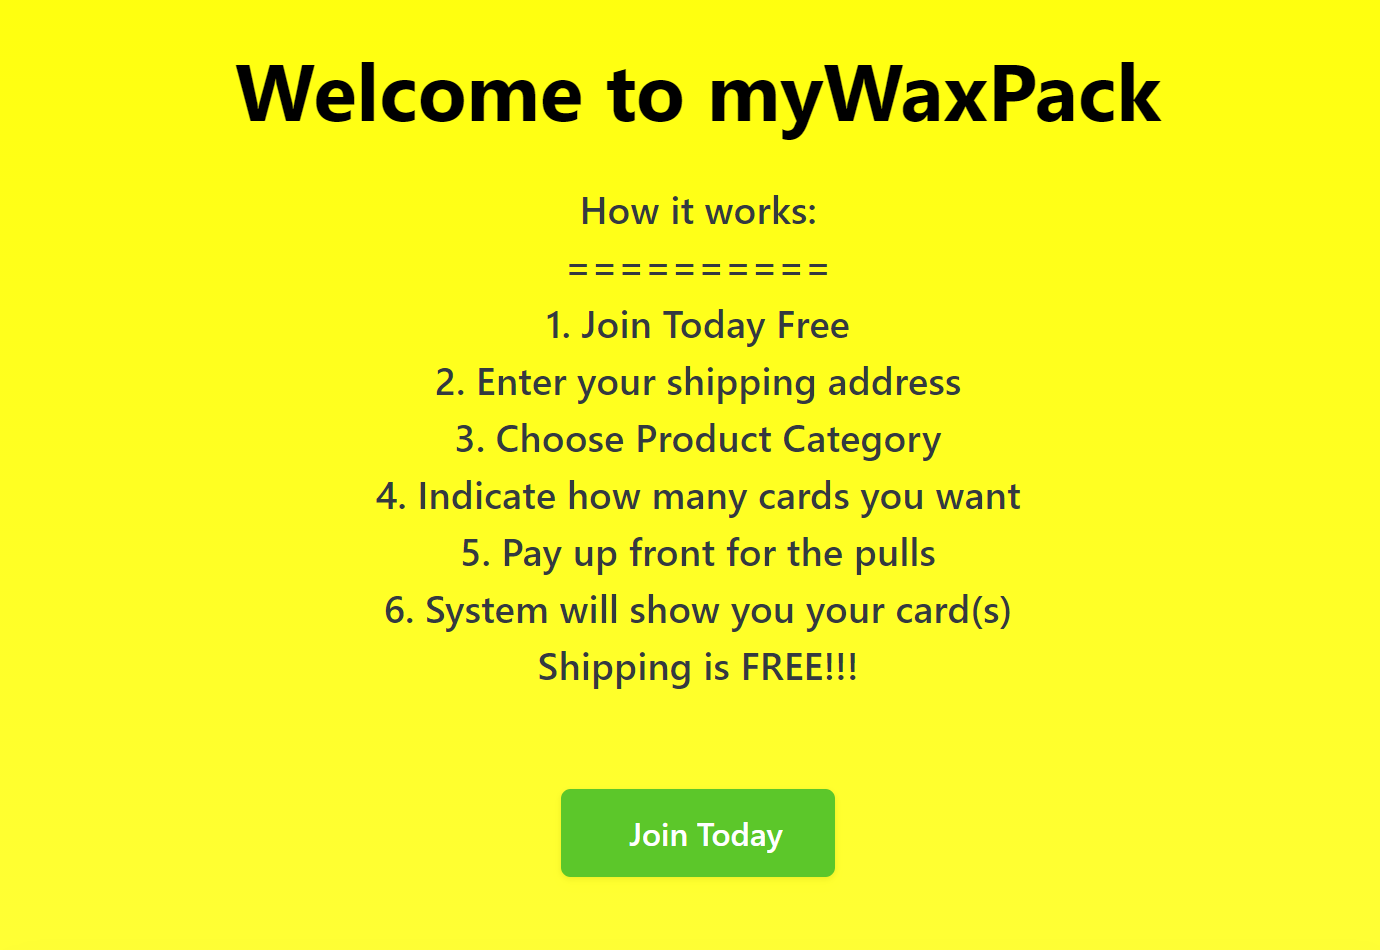 Welcome to myWaxPack
How it works:
==========
1. Join Today Free
2. Enter your shipping address
3. Choose Product Category
4. Indicate how many cards you want
5. Pay up front for the pulls
6. System will show you your card(s)
Shipping is FREE!!!
Join Today